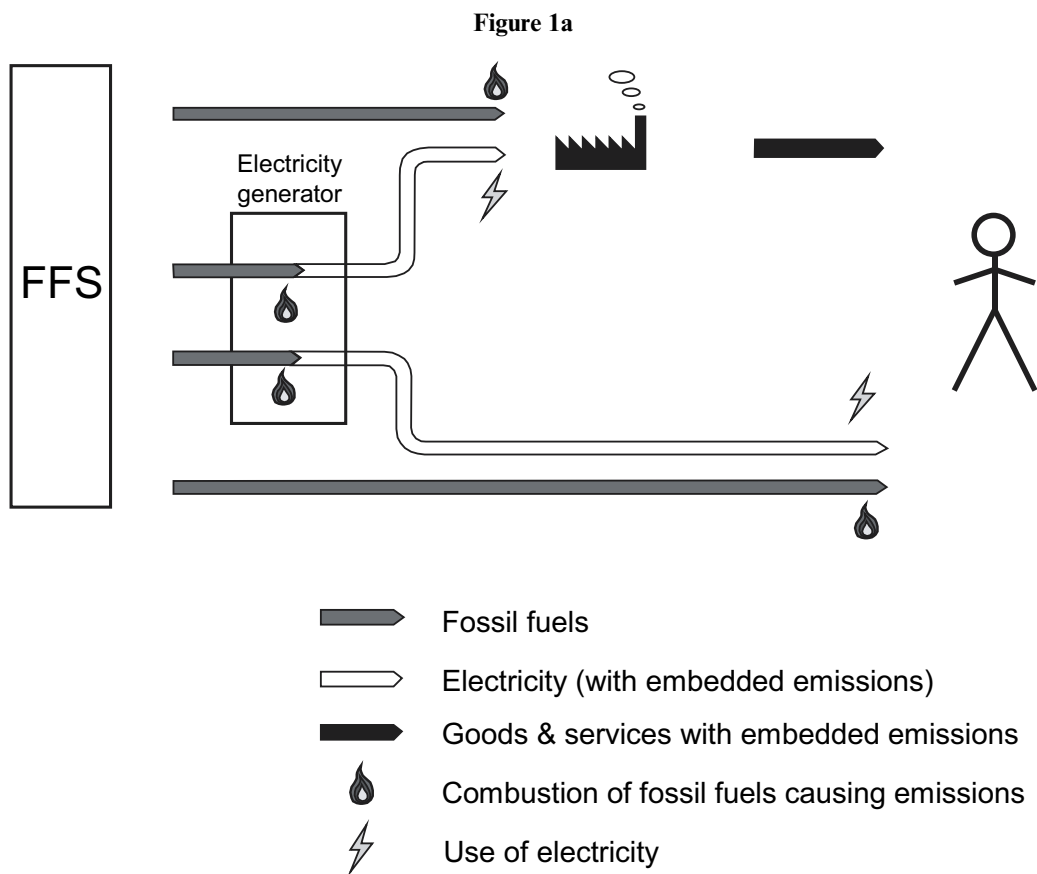 Figure 1a
Electricity
generator
FFS
Fossil fuels
Electricity (with embedded emissions)
Goods & services with embedded emissions
Combustion of fossil fuels causing emissions
Use of electricity